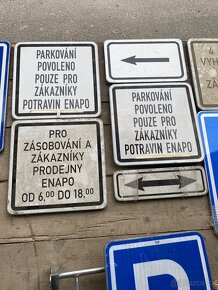 PARKOVÁNÍ
POVOLENO
POUZE PRO
ZÁKAZNÍKY
POTRAVIN ENAPO
PRO
ZÁSOBOVÁNÍ A
ZÁKAZNÍKY
PRODEJNY
ENAPO
OD 6,00 DO 18,00
PARKOVÁNÍ
POVOLENO
POUZE PRO
ZÁKAZNÍKY
POTRAVIN ENAPO
P